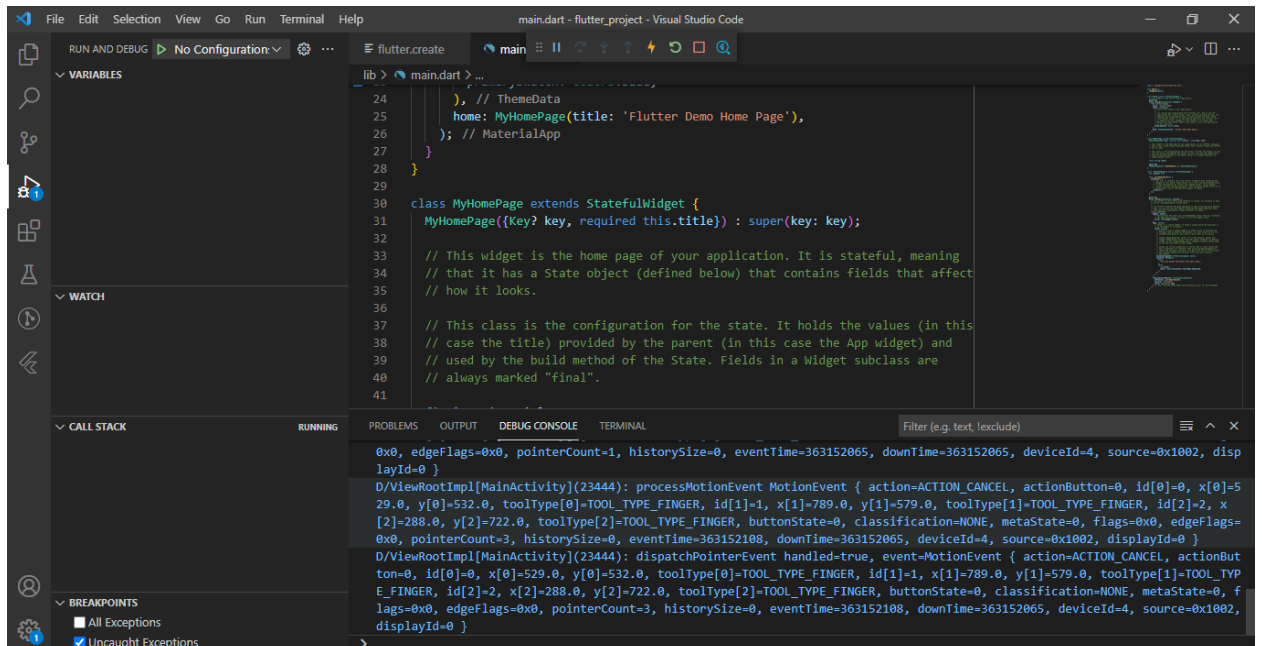 File Edit Selection View Go Run Terminal Help
main.dart - flutter_project - Visual Studio Code
RUN AND DEBUG No Configuration:
VARIABLES
1
WATCH
CALL STACK RUNNING
BREAKPOINTS
All Exceptions
Uncaught Exceptions
1
flutter.create main
lib > main.dart > ...
24 ), // ThemeData
25 home: MyHomePage(title: 'Flutter Demo Home Page'),
26 ); // MaterialApp
27 }
28 }
29
30 class MyHomePage extends StatefulWidget {
31 MyHomePage({Key? key, required this.title}) : super(key: key);
32
33 // This widget is the home page of your application. It is stateful, meaning
34 // that it has a State object (defined below) that contains fields that affect
35 // how it looks.
36
37 // This class is the configuration for the state. It holds the values (in this
38 // case the title) provided by the parent (in this case the App widget) and
39 // used by the build method of the State. Fields in a Widget subclass are
40 // always marked "final".
41
PROBLEMS OUTPUT DEBUG CONSOLE TERMINAL Filter (e.g. text, !exclude)
0x0, edgeFlags=0x0, pointerCount=1, historySize=0, eventTime=363152065, downTime=363152065, deviceId=4, source=0x1002, disp
layId=0 }
D/ViewRootImpl[MainActivity](23444): processMotionEvent MotionEvent { action=ACTION_CANCEL, actionButton=0, id[0]=0, x[0]=5
29.0, y[0]=532.0, toolType[0]=TOOL_TYPE_FINGER, id[1]=1, x[1]=789.0, y[1]=579.0, toolType[1]=TOOL_TYPE_FINGER, id[2]=2, x
[2]=288.0, y[2]=722.0, toolType[2]=TOOL_TYPE_FINGER, buttonState=0, classification=NONE, metaState=0, flags=0x0, edgeFlags=
0x0, pointerCount=3, historySize=0, eventTime=363152108, downTime=363152065, deviceId=4, source=0x1002, displayId=0 }
D/ViewRootImpl[MainActivity](23444): dispatchPointerEvent handled=true, event=MotionEvent { action=ACTION_CANCEL, actionBut
ton=0, id[0]=0, x[0]=529.0, y[0]=532.0, toolType[0]=TOOL_TYPE_FINGER, id[1]=1, x[1]=789.0, y[1]=579.0, toolType[1]=TOOL_TYP
E_FINGER, id[2]=2, x[2]=288.0, y[2]=722.0, toolType[2]=TOOL_TYPE_FINGER, buttonState=0, classification=NONE, metaState=0, f
lags=0x0, edgeFlags=0x0, pointerCount=3, historySize=0, eventTime=363152108, downTime=363152065, deviceId=4, source=0x1002,
displayId=0 }